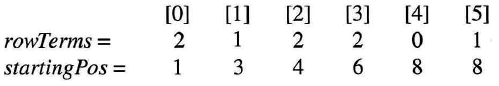 [0] [1] [2] [3] [4] [5]
rowTerms = 2 1 2 2 0 1
startingPos = 1 3 4 6 8 8